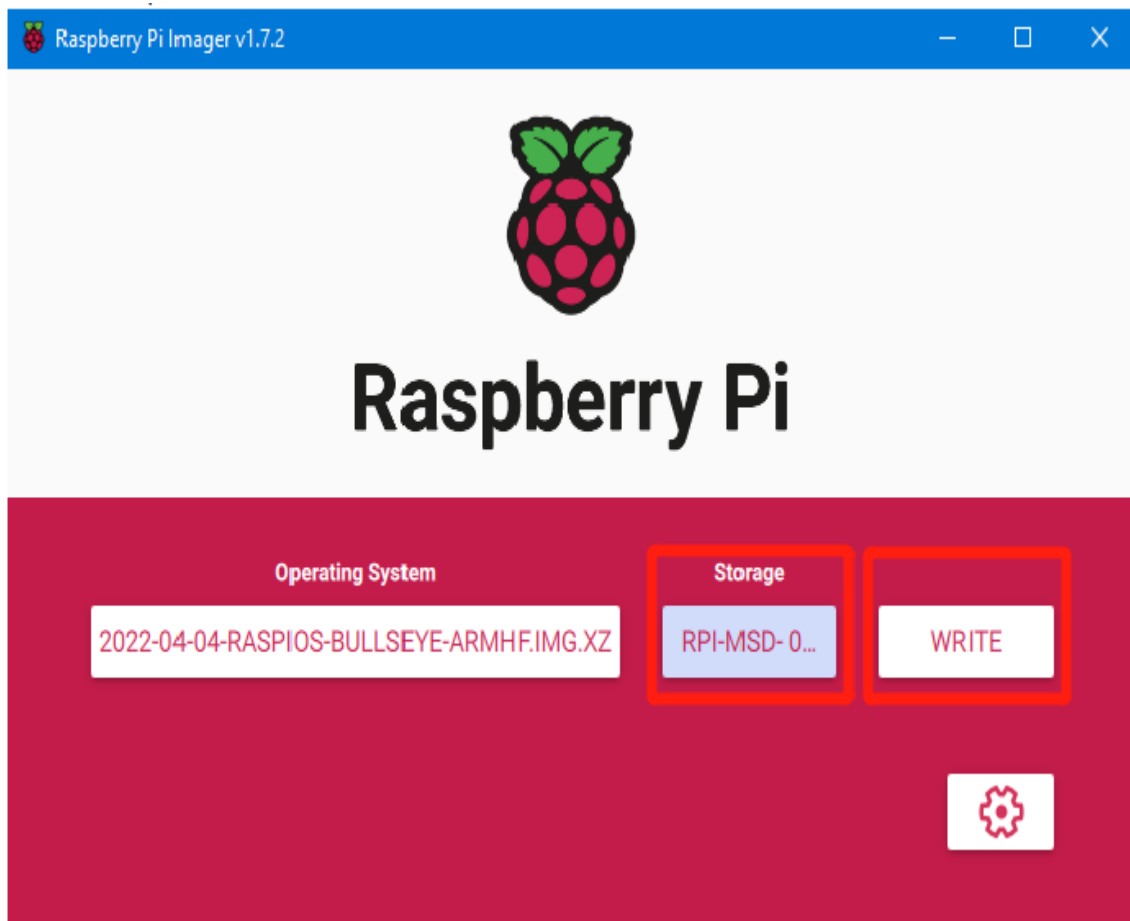 Raspberry Pi Imager v1.7.2
Raspberry Pi
Operating System
Storage
2022-04-04-RASPIOS-BULLSEYE-ARMHF.IMG.XZ
RPI-MSD- 0...
WRITE